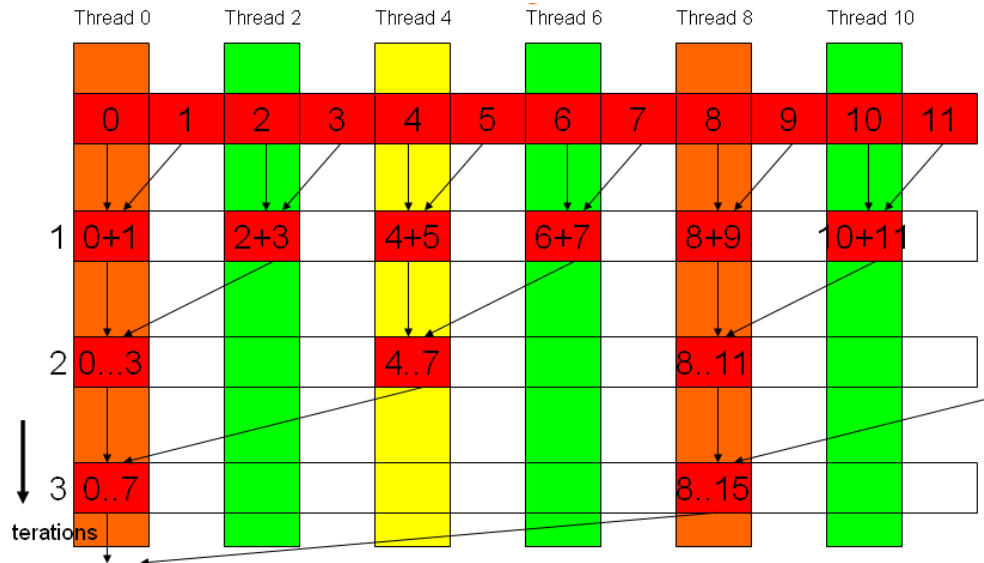 Thread 0 Thread 2 Thread 4 Thread 6 Thread 8 Thread 10
0 1 2 3 4 5 6 7 8 9 10 11
1 0+1 2+3 4+5 6+7 8+9 10+11
2 0...3 4..7 8..11
3 0..7 8..15
terations